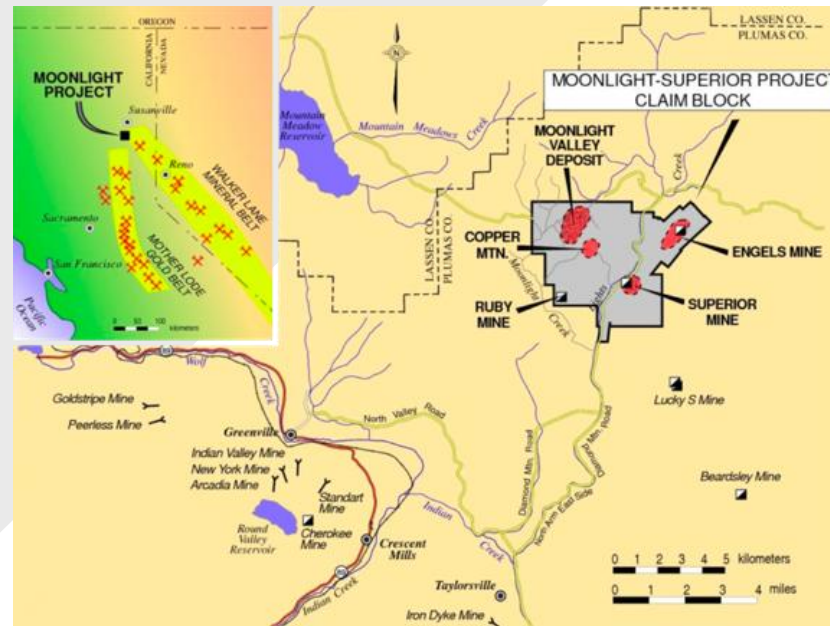 OREGON
CALIFORNIA
NEVADA
MOONLIGHT
PROJECT
Susanville
Reno
WALKER LANE
MINERAL BELT
Sacramento
MOTHER LODE
GOLD BELT
San Francisco
Pacific
Ocean
0 50 100
kilometers
N
LASSEN CO.
PLUMAS CO.
MOONLIGHT-SUPERIOR PROJECT
CLAIM BLOCK
Mountain
Meadow
Reservoir
Mountain Meadows Creek
MOONLIGHT
VALLEY
DEPOSIT
Creek
LASSEN CO.
PLUMAS CO.
COPPER
MTN.
ENGELS MINE
Moonlight
Creek
Lights
RUBY
MINE
SUPERIOR
MINE
89
Wolf
Creek
Goldstripe Mine
Peerless Mine
Lucky S Mine
North Valley Road
Greenville
Diamond Mtn. Road
Diamond Mtn. Road
North Arm East Side
Indian Valley Mine
New York Mine
Arcadia Mine
Standart
Mine
Beardsley Mine
Round
Valley
Reservoir
Cherokee
Mine
Indian
Creek
Crescent
Mills
89
Indian Creek
Taylorsville
Iron Dyke Mine
0 1 2 3 4 5 kilometers
0 1 2 3 4 miles